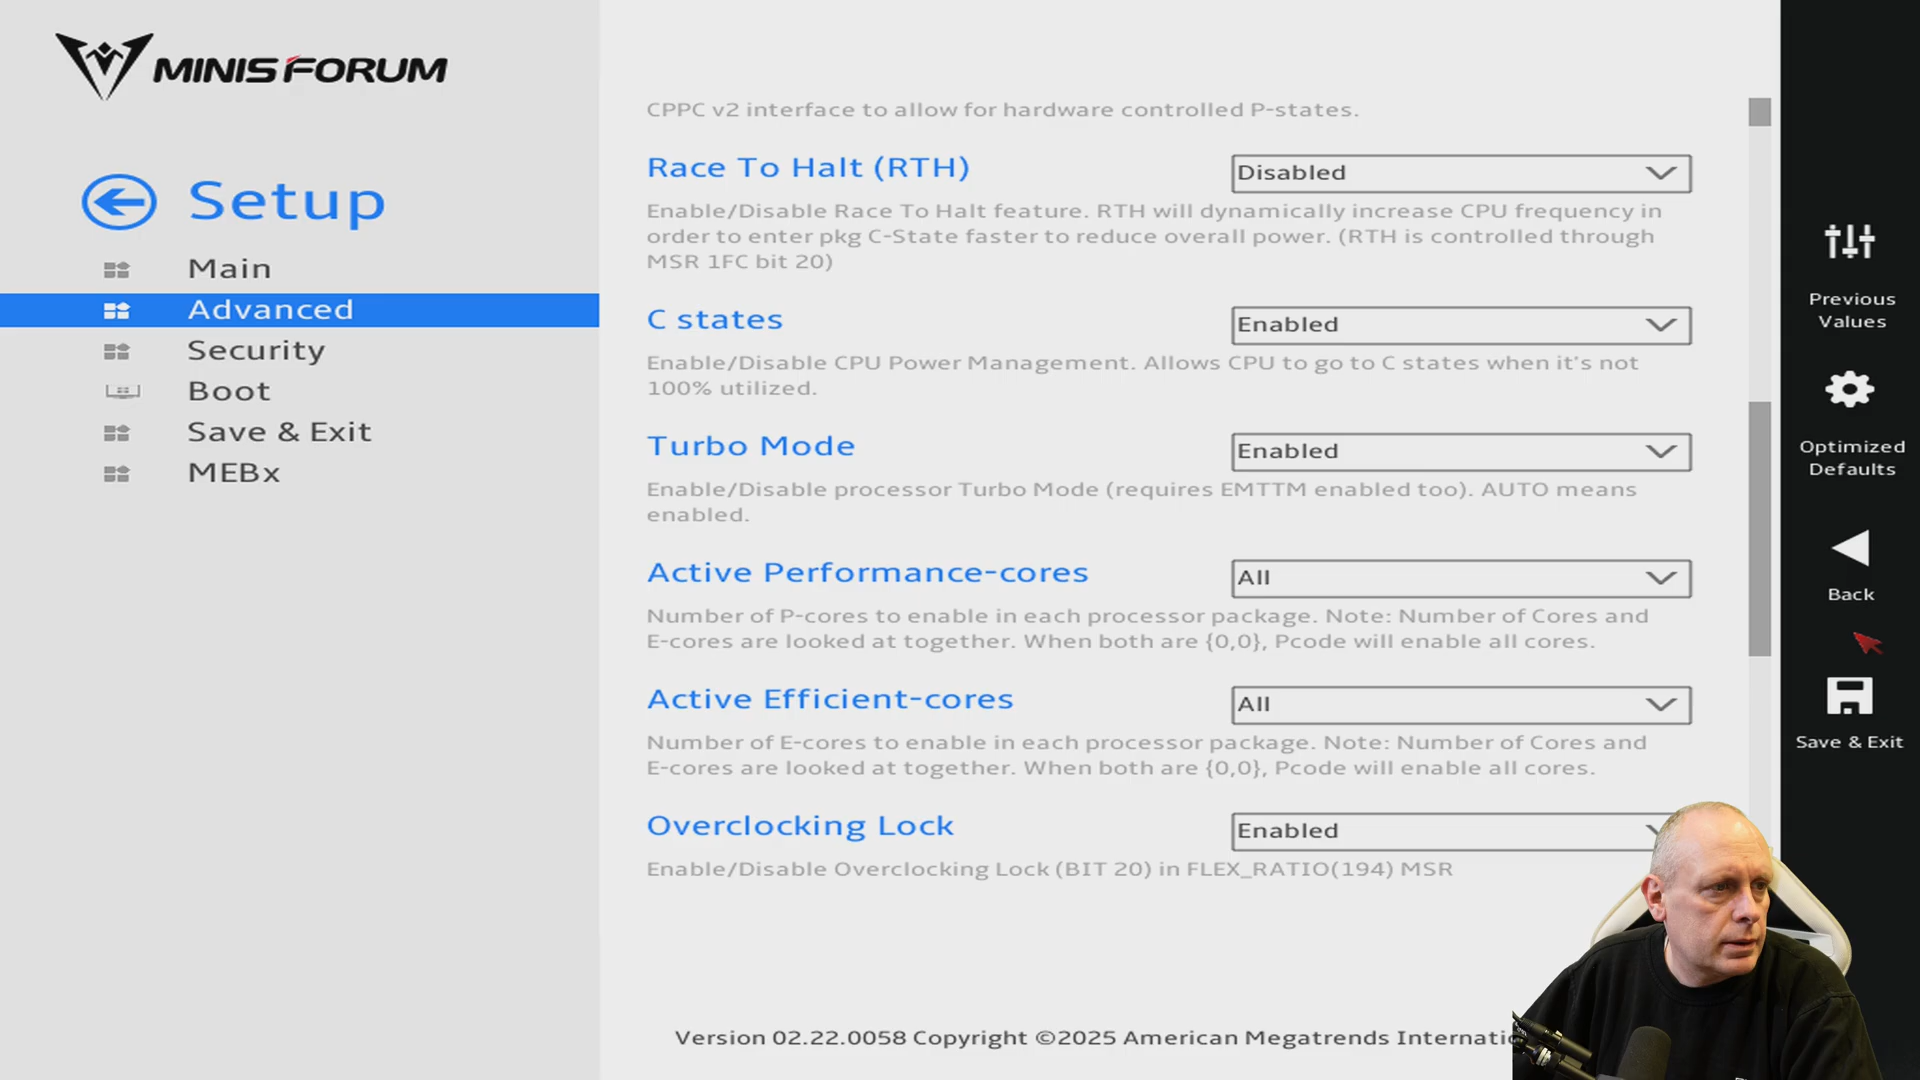 MINISFORUM
Setup
Main
Advanced
Security
Boot
Save & Exit
MEBx
CPPC v2 interface to allow for hardware controlled P-states.
Race To Halt (RTH)
Disabled
Enable/Disable Race To Halt feature. RTH will dynamically increase CPU frequency in
order to enter pkg C-State faster to reduce overall power. (RTH is controlled through
MSR 1FC bit 20)
C states
Enabled
Enable/Disable CPU Power Management. Allows CPU to go to C states when it's not
100% utilized.
Turbo Mode
Enabled
Enable/Disable processor Turbo Mode (requires EMTTM enabled too). AUTO means
enabled.
Active Performance-cores
All
Number of P-cores to enable in each processor package. Note: Number of Cores and
E-cores are looked at together. When both are {0,0}, Pcode will enable all cores.
Active Efficient-cores
All
Number of E-cores to enable in each processor package. Note: Number of Cores and
E-cores are looked at together. When both are {0,0}, Pcode will enable all cores.
Overclocking Lock
Enabled
Enable/Disable Overclocking Lock (BIT 20) in FLEX_RATIO(194) MSR
Version 02.22.0058 Copyright ©2025 American Megatrends
Previous
Values
Optimized
Defaults
Back
Save & Exit